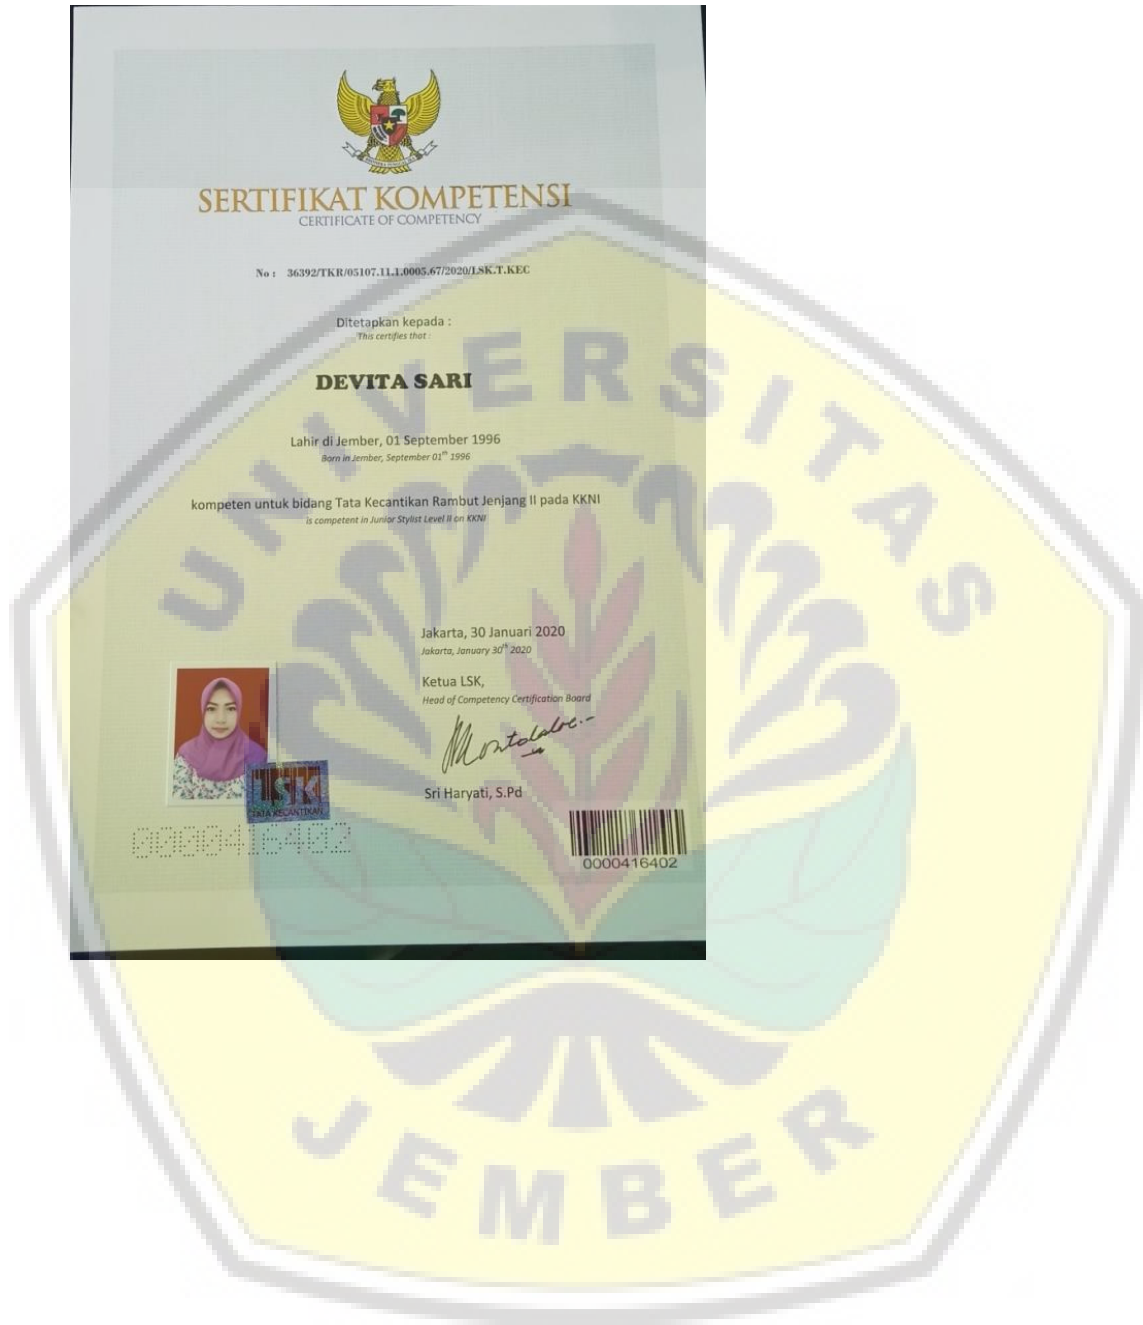 SERTIFIKAT KOMPETENSI
CERTIFICATE OF COMPETENCY
No : 36392/TKR/05107.11.1.0005.67/2020/LSK.T.KEC
Ditetapkan kepada :
This certifies that :
DEVITA SARI
Lahir di Jember, 01 September 1996
Born in Jember, September 01th 1996
kompeten untuk bidang Tata Kecantikan Rambut Jenjang II pada KKNI
is competent in Junior Stylist Level II on KKNI
Jakarta, 30 Januari 2020
Jakarta, January 30th 2020
Ketua LSK,
Head of Competency Certification Board
Sri Haryati, S.Pd
LSK
TATA KECANTIKAN
0000416402
0000416402
UNIVERSITAS
JEMBER